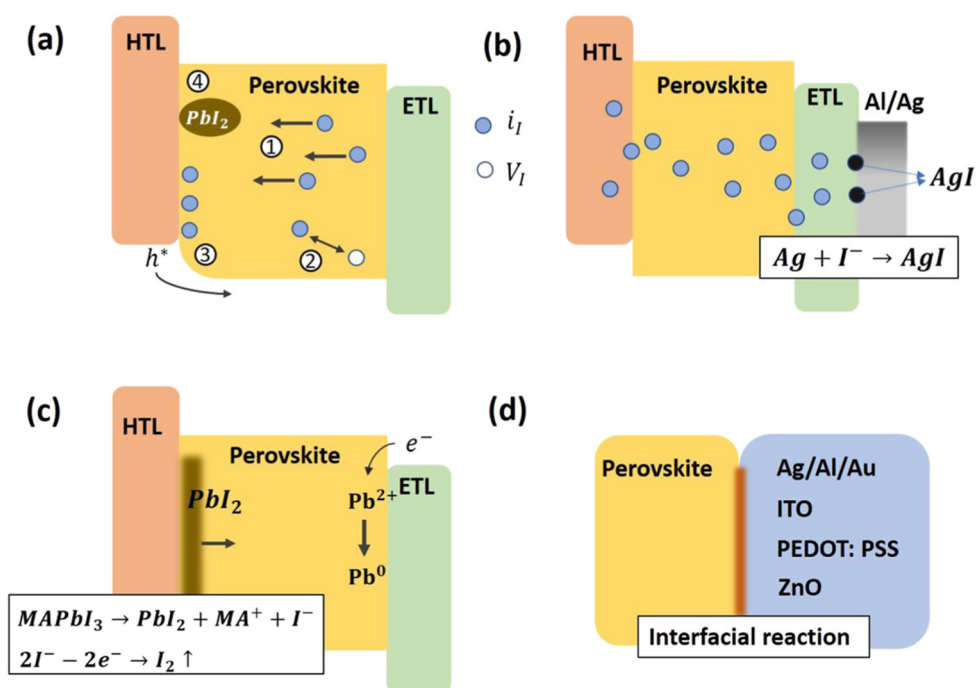 (a)
HTL
④
Perovskite
PbI₂
ETL
①
i_I
V_I
③
②
h*
(b)
HTL
Perovskite
ETL
Al/Ag
AgI
Ag + I⁻ → AgI
(c)
HTL
Perovskite
e⁻
ETL
PbI₂
Pb²⁺
Pb⁰
MAPbI₃ → PbI₂ + MA⁺ + I⁻
2I⁻ − 2e⁻ → I₂ ↑
(d)
Perovskite
Ag/Al/Au
ITO
PEDOT: PSS
ZnO
Interfacial reaction